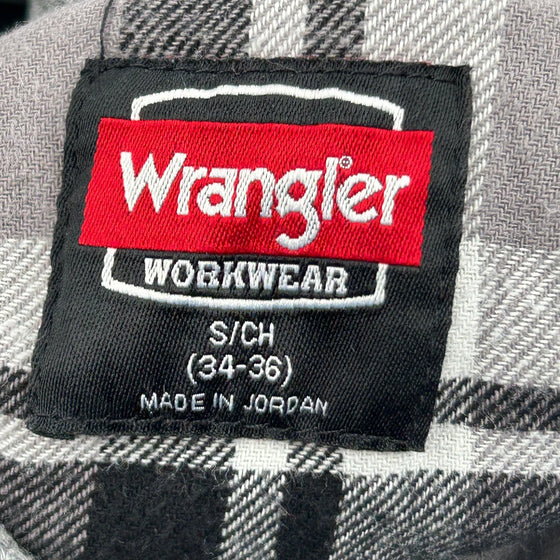 Wrangler®
WORKWEAR
S/CH
(34-36)
MADE IN JORDAN